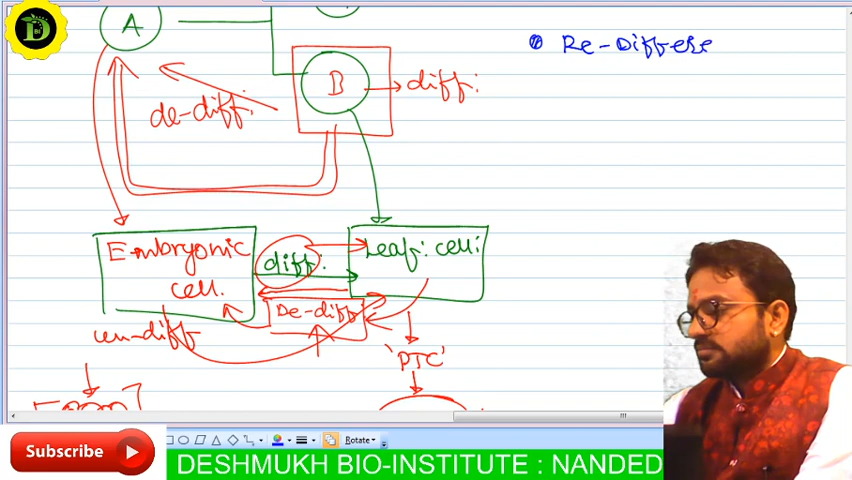 A
Re-Differe
B
diff:
de-diff:
Embryonic
cell.
diff:
Leaf: cell:
De-diff
un-diff
'PTC'
Rotate
Subscribe
DESHMUKH BIO-INSTITUTE : NANDED